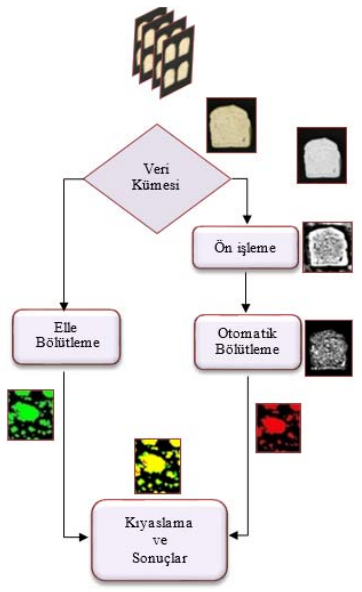 Veri
Kümesi
Ön işleme
Elle
Bölütleme
Otomatik
Bölütleme
Kıyaslama
ve
Sonuçlar